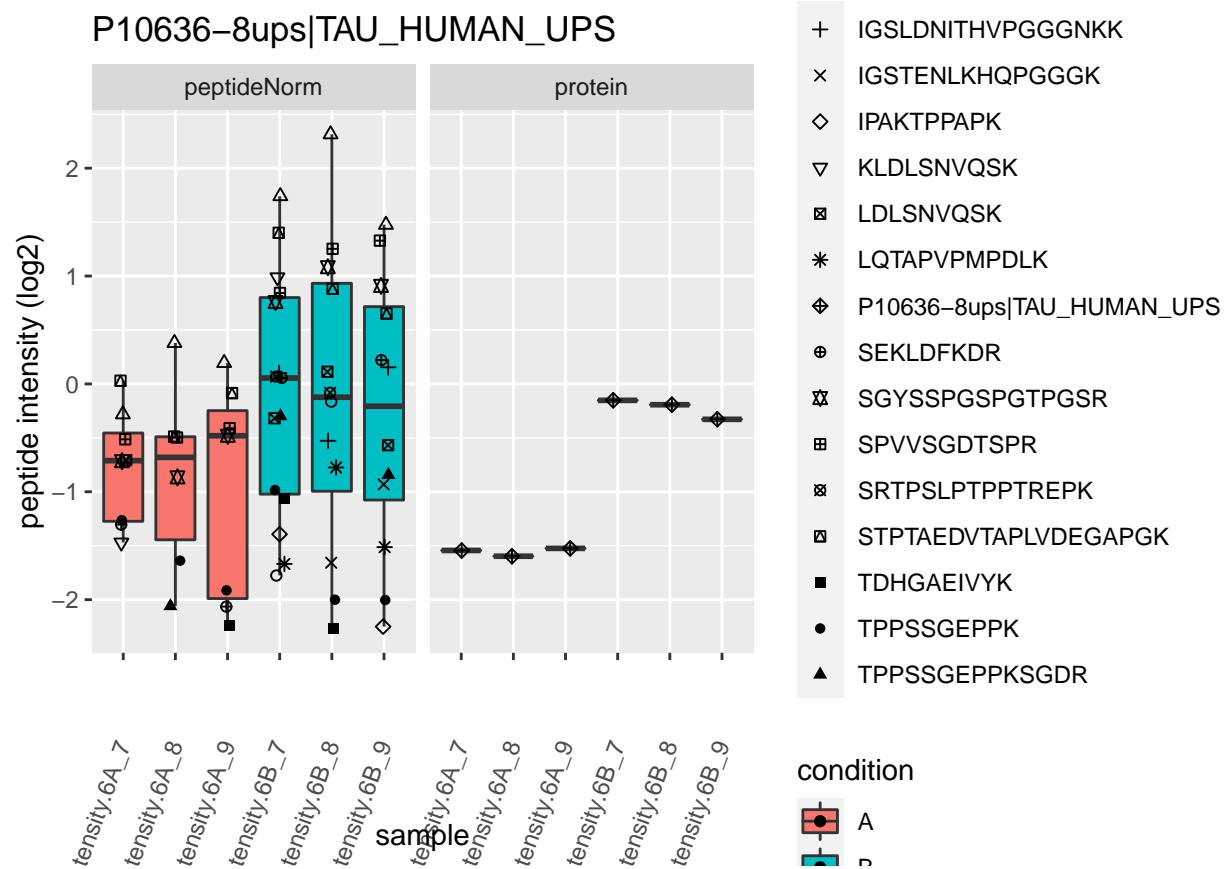 P10636−8ups|TAU_HUMAN_UPS
peptideNorm
protein
peptide intensity (log2)
2
1
0
−1
−2
tensity.6A_7
tensity.6A_8
tensity.6A_9
tensity.6B_7
tensity.6B_8
tensity.6B_9
tensity.6A_7
tensity.6A_8
tensity.6A_9
tensity.6B_7
tensity.6B_8
tensity.6B_9
sample
IGSLDNITHVPGGGNKK
IGSTENLKHQPGGGK
IPAKTPPAPK
KLDLSNVQSK
LDLSNVQSK
LQTAPVPMPDLK
P10636−8ups|TAU_HUMAN_UPS
SEKLDFKDR
SGYSSPGSPGTPGSR
SPVVSGDTSPR
SRTPSLPTPPTREPK
STPTAEDVTAPLVDEGAPGK
TDHGAEIVYK
TPPSSGEPPK
TPPSSGEPPKSGDR
condition
A